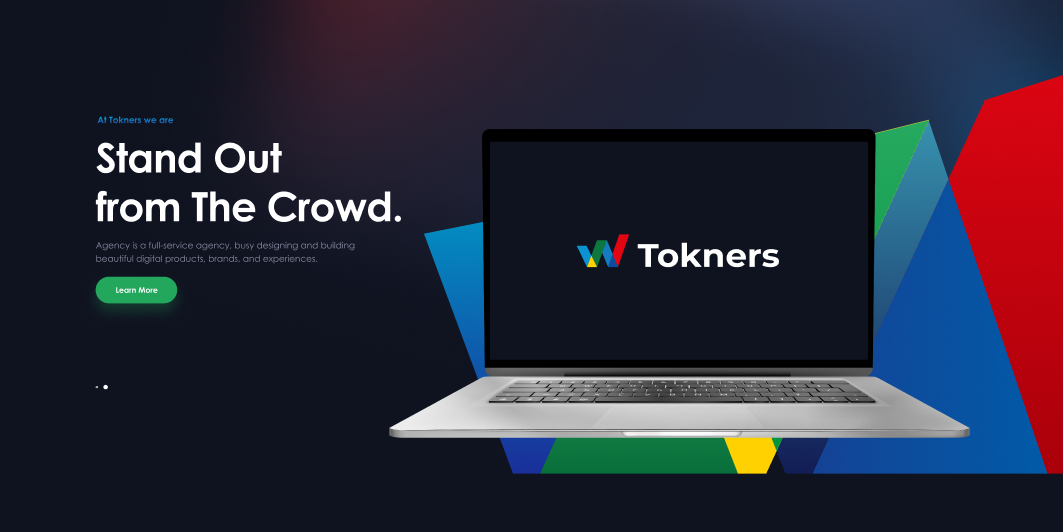 At Tokners we are
Stand Out
from The Crowd.
Agency is a full-service agency, busy designing and building
beautiful digital products, brands, and experiences.
Learn More
Tokners